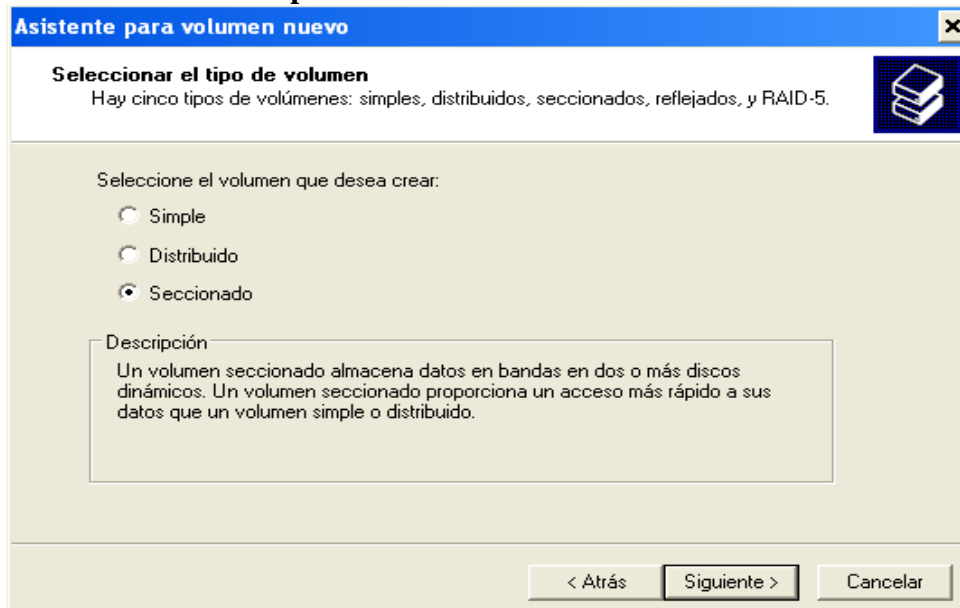 Asistente para volumen nuevo
Seleccionar el tipo de volumen
Hay cinco tipos de volúmenes: simples, distribuidos, seccionados, reflejados, y RAID-5.
Seleccione el volumen que desea crear:
Simple
Distribuido
Seccionado
Descripción
Un volumen seccionado almacena datos en bandas en dos o más discos
dinámicos. Un volumen seccionado proporciona un acceso más rápido a sus
datos que un volumen simple o distribuido.
< Atrás
Siguiente >
Cancelar